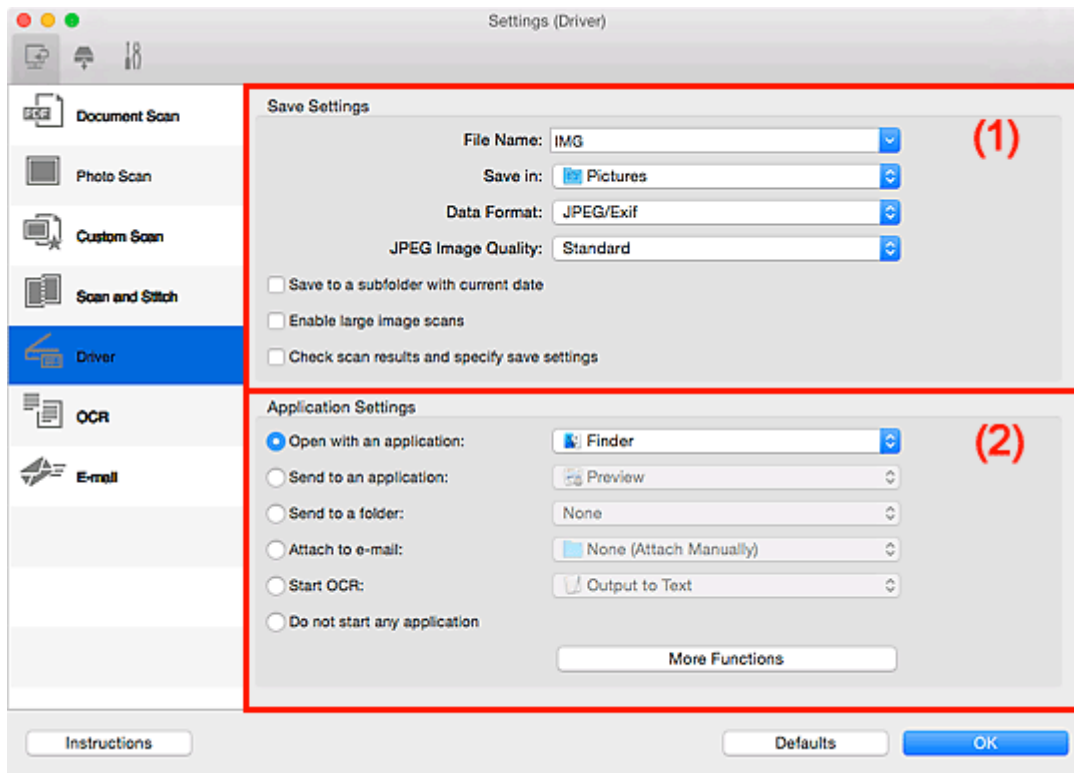 Settings (Driver)
Document Scan
Photo Scan
Custom Scan
Scan and Stitch
Driver
OCR
E-mail
Save Settings
(1)
File Name: IMG
Save in: Pictures
Data Format: JPEG/Exif
JPEG Image Quality: Standard
Save to a subfolder with current date
Enable large image scans
Check scan results and specify save settings
Application Settings
(2)
Open with an application: Finder
Send to an application: Preview
Send to a folder: None
Attach to e-mail: None (Attach Manually)
Start OCR: Output to Text
Do not start any application
More Functions
Instructions
Defaults
OK